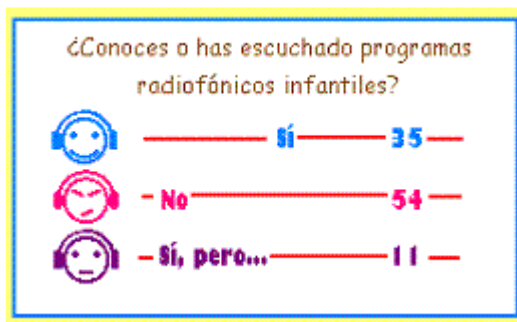 ¿Conoces o has escuchado programas
radiofónicos infantiles?
Sí 35
No 54
Sí, pero... 11